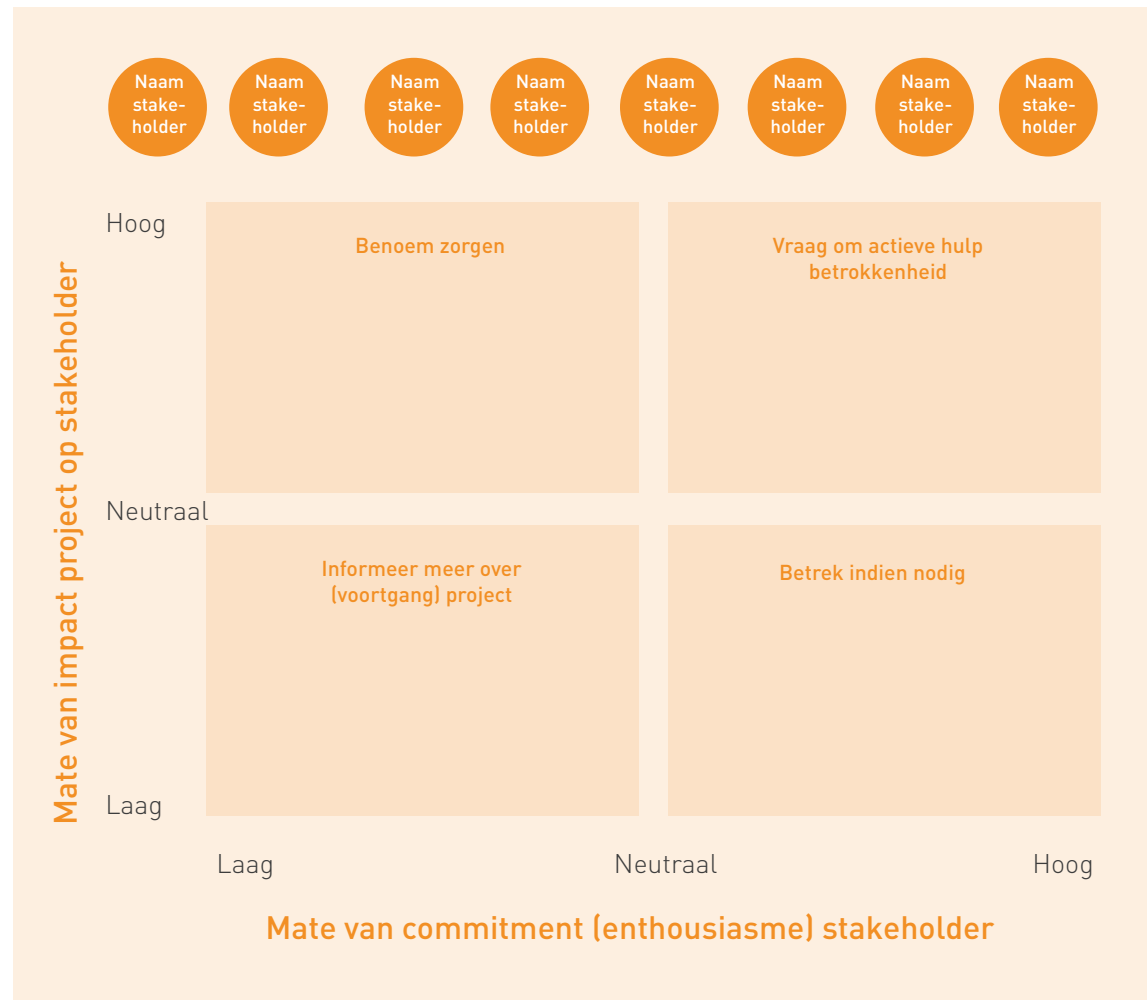 Naam
stake-
holder
Naam
stake-
holder
Naam
stake-
holder
Naam
stake-
holder
Naam
stake-
holder
Naam
stake-
holder
Naam
stake-
holder
Naam
stake-
holder
Mate van impact project op stakeholder
Hoog
Benoem zorgen
Vraag om actieve hulp
betrokkenheid
Neutraal
Informeer meer over
(voortgang) project
Betrek indien nodig
Laag
Laag
Neutraal
Hoog
Mate van commitment (enthousiasme) stakeholder